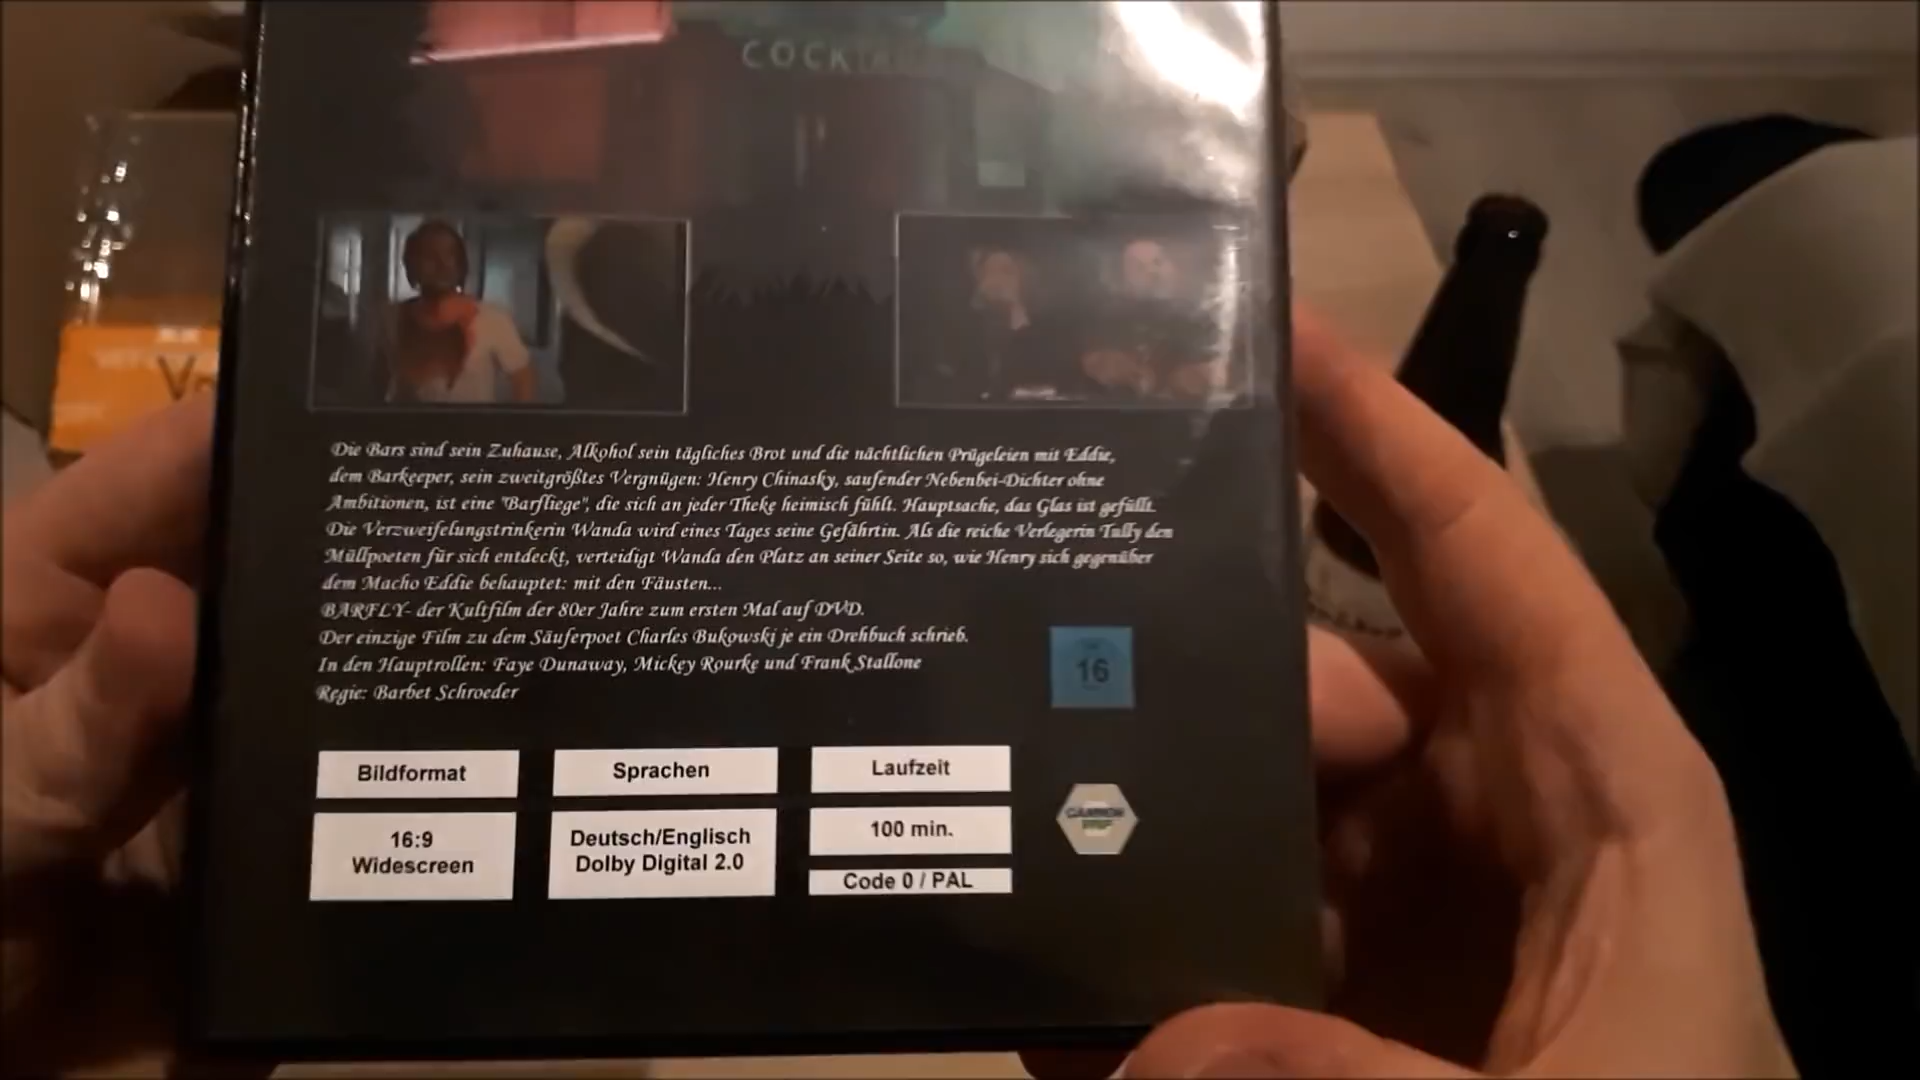 COCK
Die Bars sind sein Zuhause, Alkohol sein tägliches Brot und die nächtlichen Prügeleien mit Eddie,
dem Barkeeper, sein zweitgrößtes Vergnügen: Henry Chinasky, saufender Nebenbei-Dichter ohne
Ambitionen, ist eine "Barfliege", die sich an jeder Theke heimisch fühlt. Hauptsache, das Glas ist gefüllt.
Die Verzweifelungstrinkerin Wanda wird eines Tages seine Gefährtin. Als die reiche Verlegerin Tully den
Müllpoeten für sich entdeckt, verteidigt Wanda den Platz an seiner Seite so, wie Henry sich gegenüber
dem Macho Eddie behauptet: mit den Fäusten...
BARFLY- der Kultfilm der 80er Jahre zum ersten Mal auf DVD.
Der einzige Film zu dem Säuferpoet Charles Bukowski je ein Drehbuch schrieb.
In den Hauptrollen: Faye Dunaway, Mickey Rourke und Frank Stallone
Regie: Barbet Schroeder
16
Bildformat
16:9
Widescreen
Sprachen
Deutsch/Englisch
Dolby Digital 2.0
Laufzeit
100 min.
Code 0 / PAL
CANNON